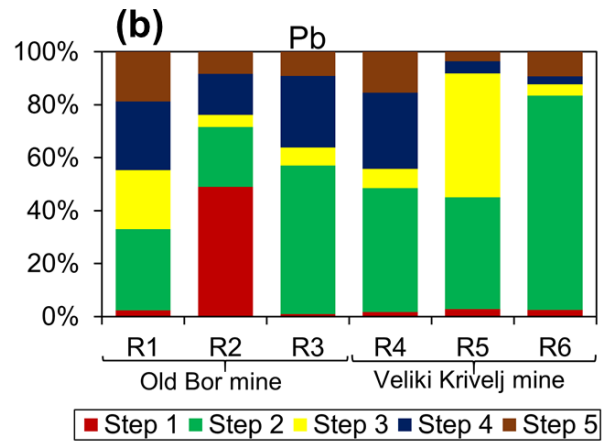 (b)
Pb
100%
80%
60%
40%
20%
0%
R1 R2 R3 R4 R5 R6
Old Bor mine Veliki Krivelj mine
Step 1 Step 2 Step 3 Step 4 Step 5